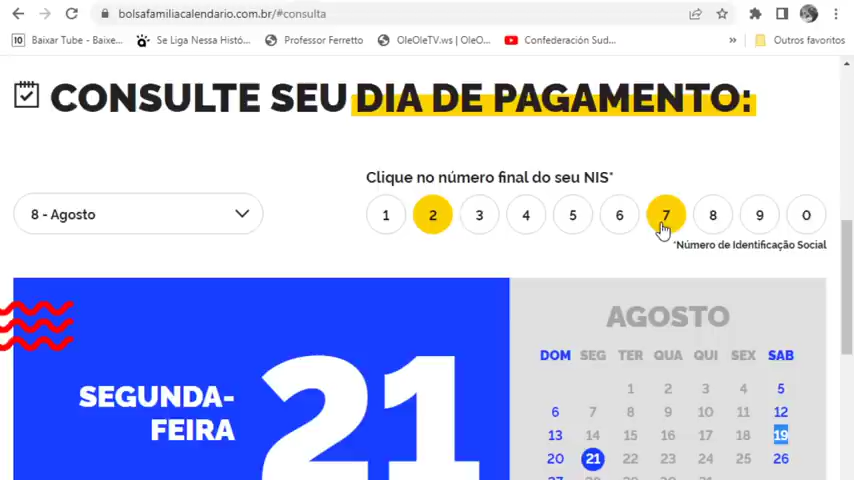 bolsafamiliacalendario.com.br/#consulta
Baixar Tube - Baixe... Se Liga Nessa Histó... Professor Ferretto OleOleTV.ws | OleO... Confederación Sud... » Outros favoritos
CONSULTE SEU DIA DE PAGAMENTO:
Clique no número final do seu NIS*
8 - Agosto 1 2 3 4 5 6 7 8 9 0
*Número de Identificação Social
AGOSTO
DOM SEG TER QUA QUI SEX SAB
1 2 3 4 5
6 7 8 9 10 11 12
13 14 15 16 17 18 19
20 21 22 23 24 25 26
SEGUNDA-
FEIRA
21